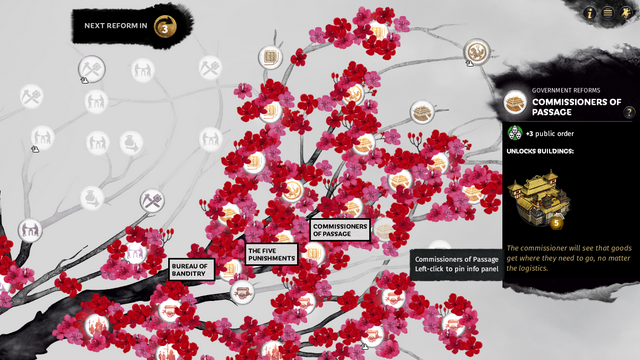 NEXT REFORM IN
3
GOVERNMENT REFORMS
COMMISSIONERS OF
PASSAGE
?
+3 public order
UNLOCKS BUILDINGS:
5
The commissioner will see that goods
get where they need to go, no matter
the logistics.
COMMISSIONERS
OF PASSAGE
THE FIVE
PUNISHMENTS
BUREAU OF
BANDITRY
Commissioners of Passage
Left-click to pin info panel